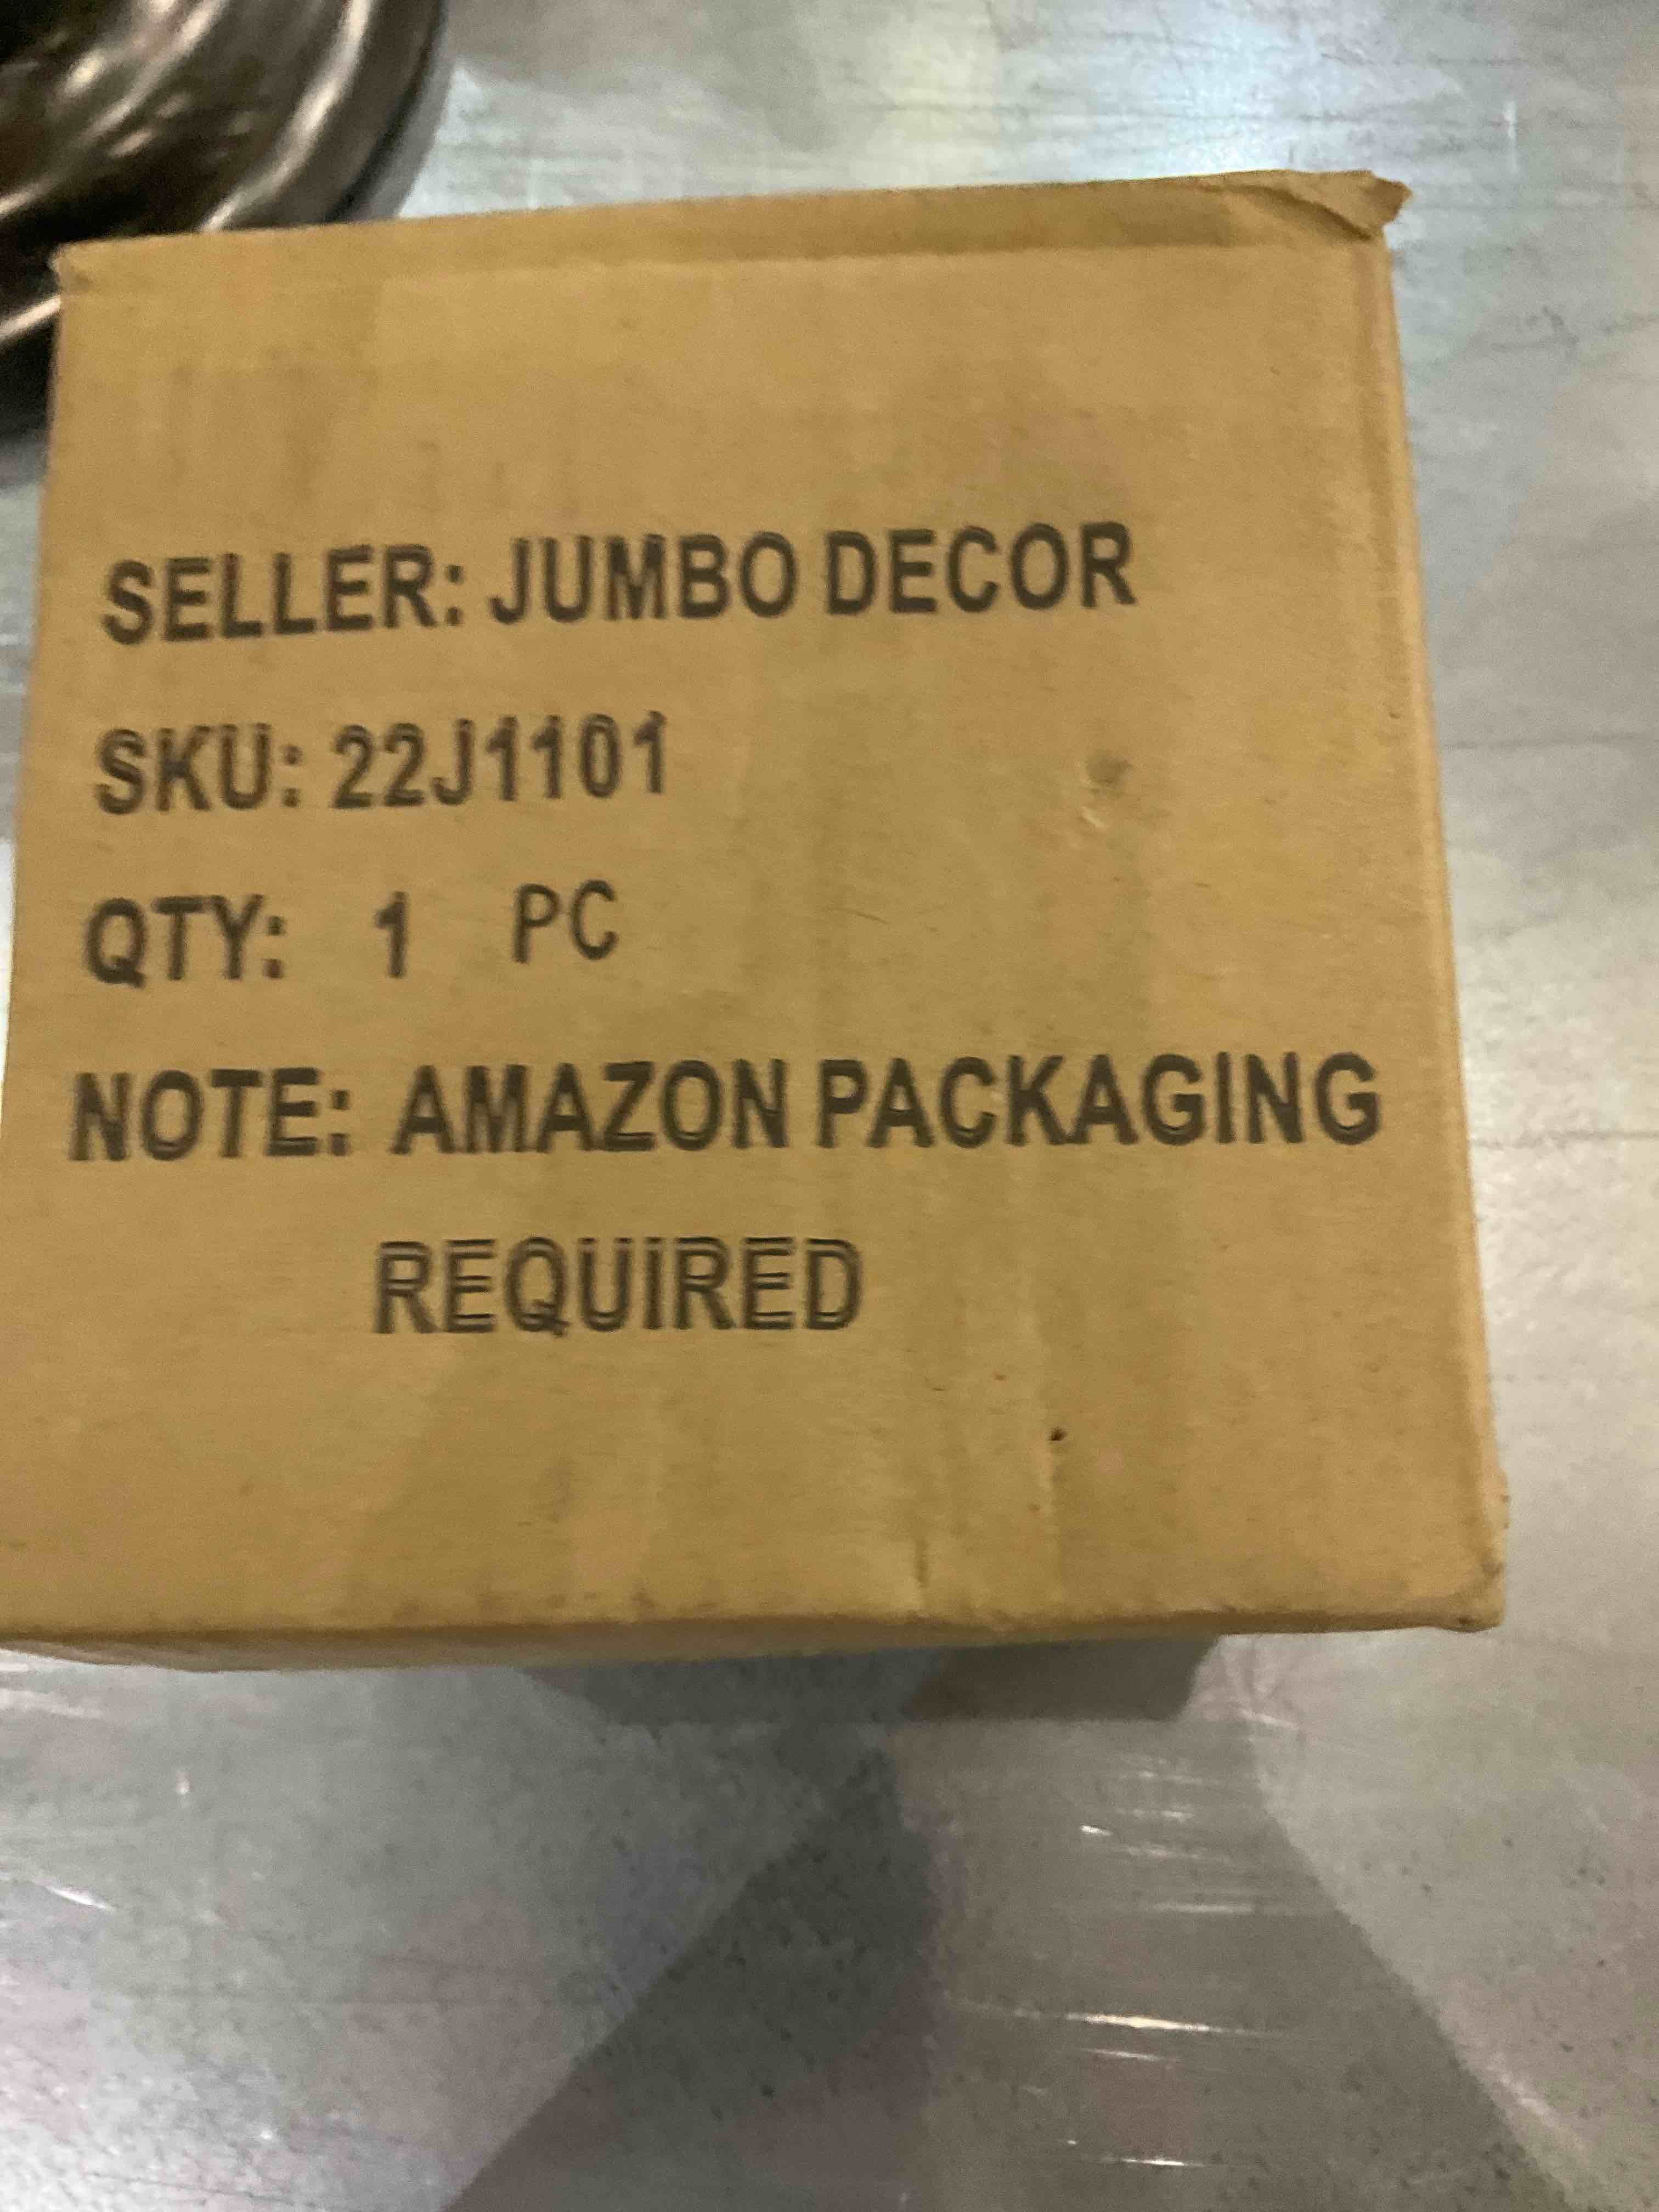 SELLER: JUMBO DECOR
SKU: 22J1101
QTY: 1 PC
NOTE: AMAZON PACKAGING
REQUIRED